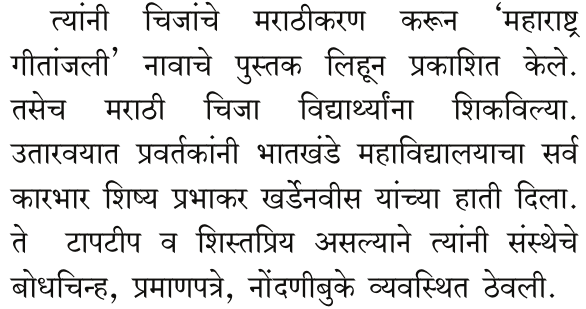 त्यांनी चिजांचे मराठीकरण करून ‘महाराष्ट्र
गीतांजली’ नावाचे पुस्तक लिहून प्रकाशित केले.
तसेच मराठी चिजा विद्यार्थ्यांना शिकविल्या.
उतारवयात प्रवर्तकांनी भातखंडे महाविद्यालयाचा सर्व
कारभार शिष्य प्रभाकर खर्डेनवीस यांच्या हाती दिला.
ते टापटीप व शिस्तप्रिय असल्याने त्यांनी संस्थेचे
बोधचिन्ह, प्रमाणपत्रे, नोंदणीबुके व्यवस्थित ठेवली.